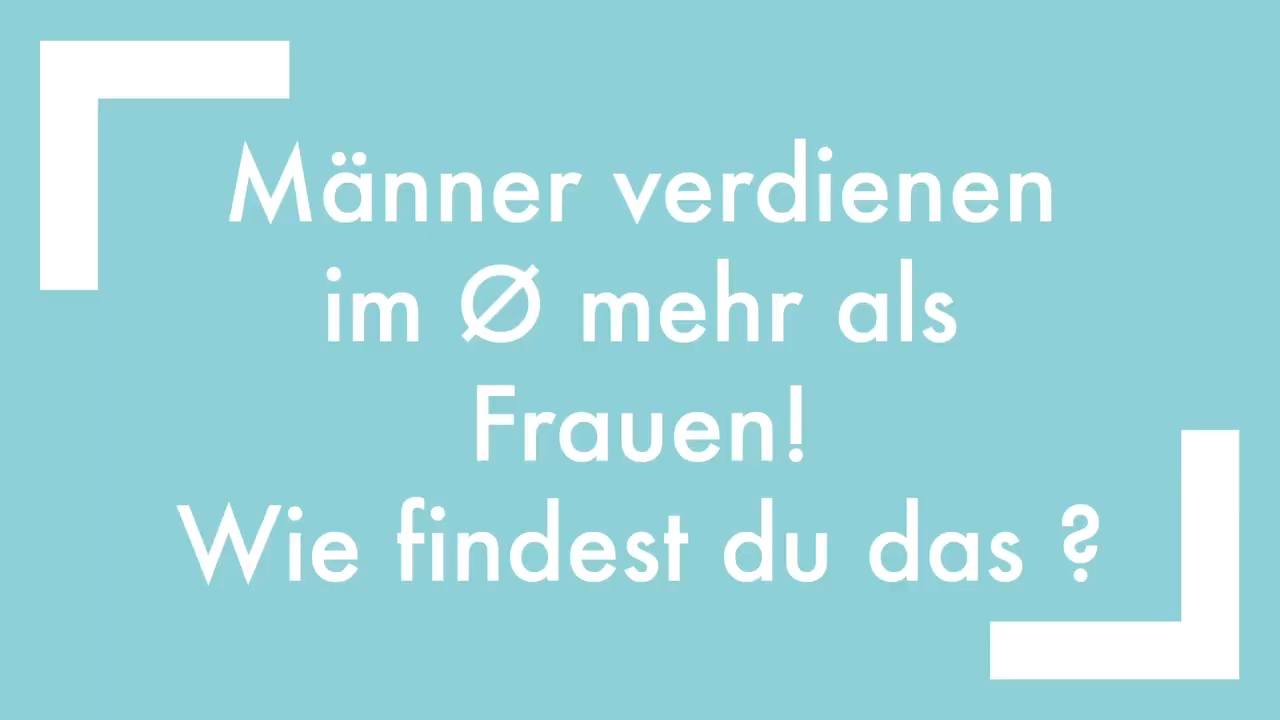 Männer verdienen
im Ø mehr als
Frauen!
Wie findest du das ?